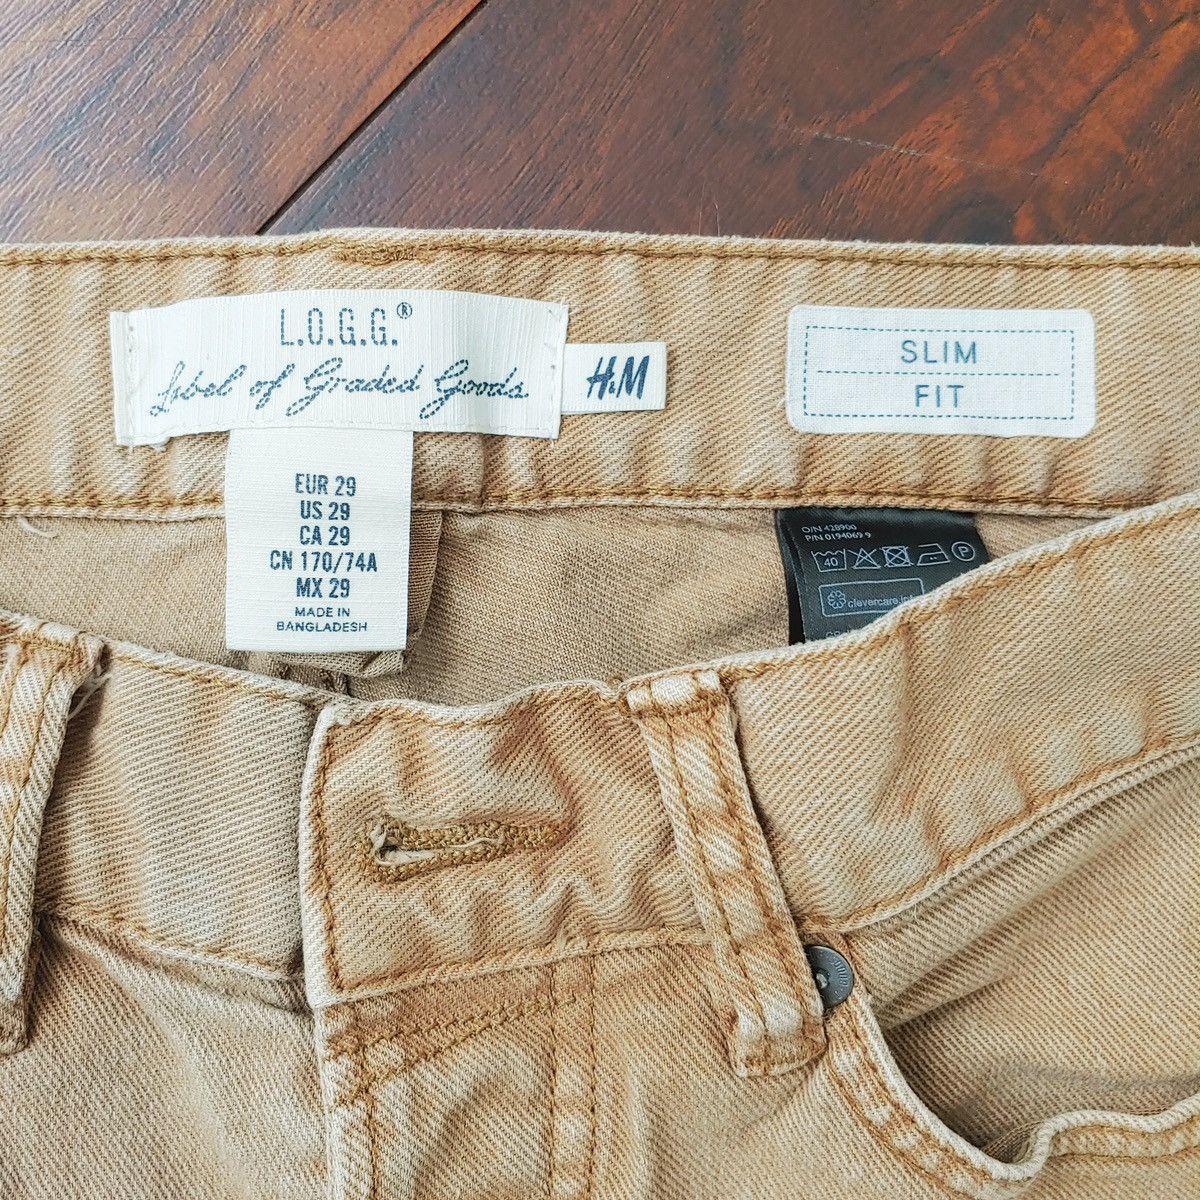 L.O.G.G.®
Label of Graded Goods
H&M
SLIM
FIT
EUR 29
US 29
CA 29
CN 170/74A
MX 29
MADE IN
BANGLADESH
O/N 428900
P/N 0194069 9
40
P
clevercare.inf